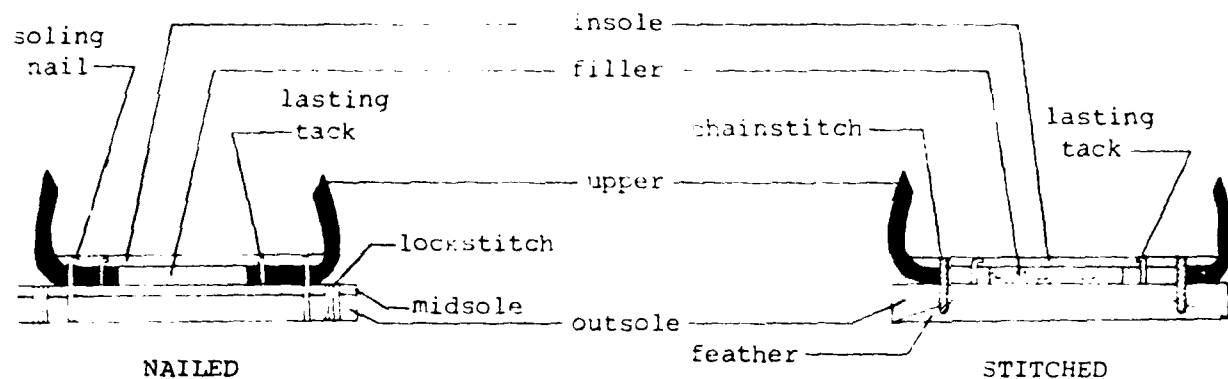 insole
soling
nail
filler
lasting
tack
chainstitch
lasting
tack
upper
lockstitch
midsole
outsole
feather
NAILED
STITCHED